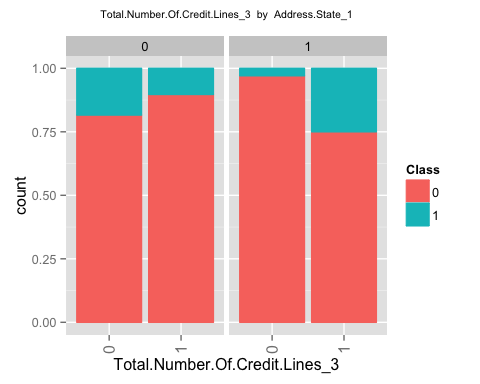 Total.Number.Of.Credit.Lines_3 by Address.State_1
0 1
1.00
0.75
0.50
0.25
0.00
count
0 1 0 1
Total.Number.Of.Credit.Lines_3
Class
0
1